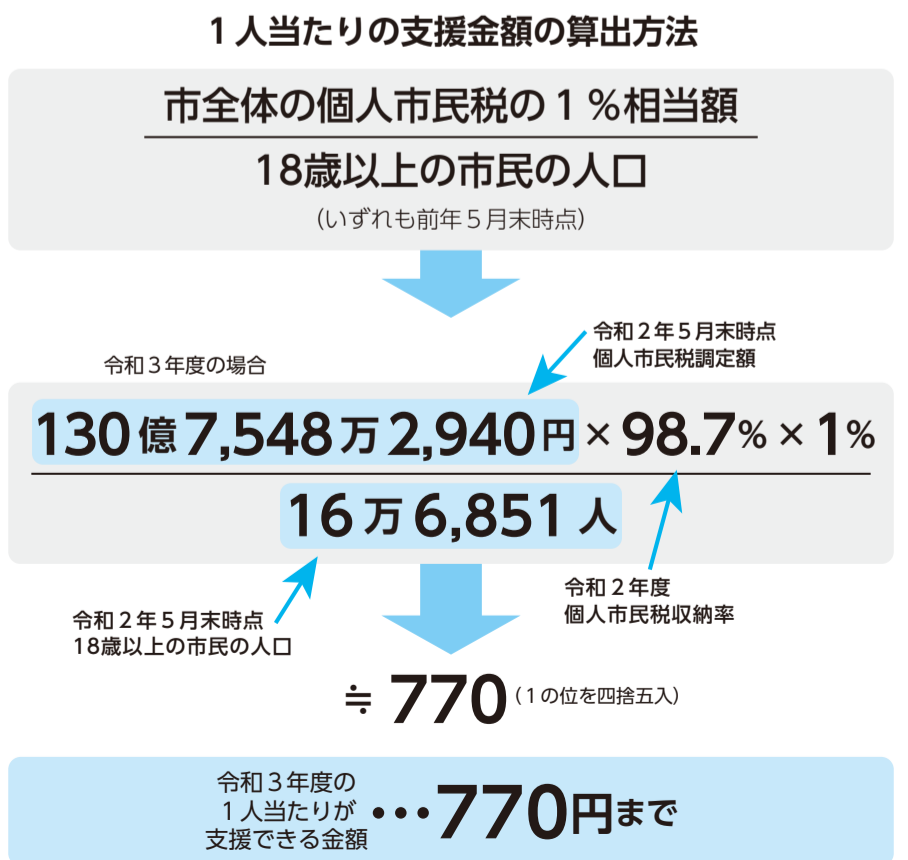 1人当たりの支援金額の算出方法
市全体の個人市民税の1%相当額
18歳以上の市民の人口
(いずれも前年5月末時点)
令和2年5月末時点
個人市民税調定額
令和3年度の場合
130億7,548万2,940円×98.7%×1%
16万6,851人
令和2年度
個人市民税収納率
令和2年5月末時点
18歳以上の市民の人口
≒770(1の位を四捨五入)
令和3年度の
1人当たりが
支援できる金額
•••770円まで